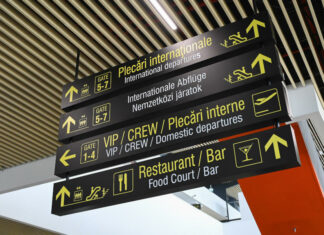 GATE
5-7
Plecări internaționale
International departures
GATE
5-7
Internationale Abflüge
Nemzetközi járatok
GATE
1-4
VIP / CREW / Plecări interne
VIP / CREW / Domestic departures
Restaurant / Bar
Food Court / Bar